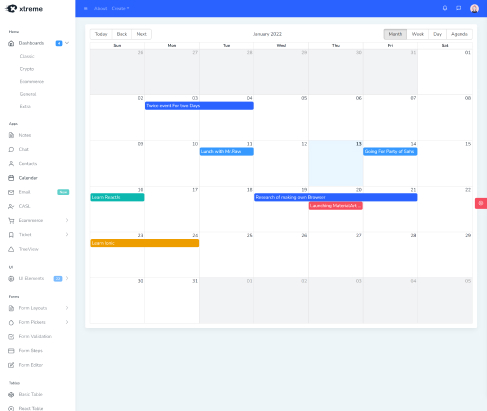 xtreme
About Create
Home
Dashboards 4
Classic
Crypto
Ecommerce
General
Extra
Apps
Notes
Chat
Contacts
Calendar
Email New
CASL
Ecommerce
Ticket
TreeView
UI
UI Elements
Forms
Form Layouts
Form Pickers
Form Validation
Form Steps
Form Editor
Tables
Basic Table
React Table
Today Back Next
January 2022
Month Week Day Agenda
Sun Mon Tue Wed Thu Fri Sat
26 27 28 29 30 31 01
02 03 04 05 06 07 08
Twice event For two Days
09 10 11 12 13 14 15
Lunch with Mr.Raw
Going For Party of Sahs
16 17 18 19 20 21 22
Learn ReactJs
Research of making own Browser
Launching MaterialArt
23 24 25 26 27 28 29
Learn Ionic
30 31 01 02 03 04 05